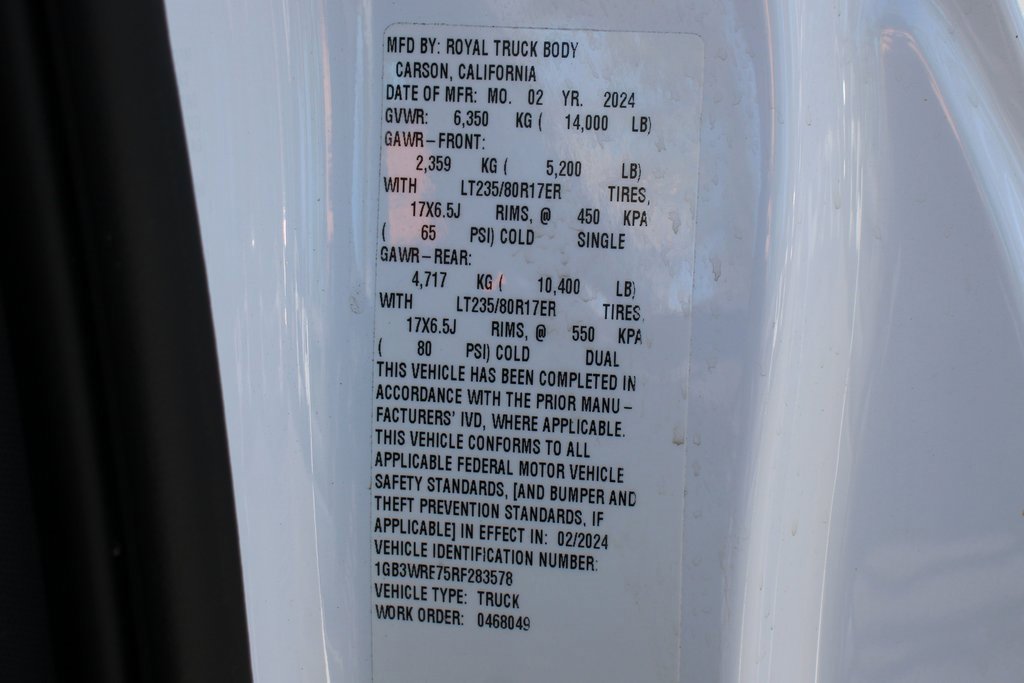 MFD BY: ROYAL TRUCK BODY
CARSON, CALIFORNIA
DATE OF MFR: MO. 02 YR. 2024
GVWR: 6,350 KG ( 14,000 LB)
GAWR-FRONT:
2,359 KG ( 5,200 LB)
WITH LT235/80R17ER TIRES,
17X6.5J RIMS, @ 450 KPA
( 65 PSI) COLD SINGLE
GAWR-REAR:
4,717 KG ( 10,400 LB)
WITH LT235/80R17ER TIRES,
17X6.5J RIMS, @ 550 KPA
( 80 PSI) COLD DUAL
THIS VEHICLE HAS BEEN COMPLETED IN
ACCORDANCE WITH THE PRIOR MANU-
FACTURERS' IVD, WHERE APPLICABLE.
THIS VEHICLE CONFORMS TO ALL
APPLICABLE FEDERAL MOTOR VEHICLE
SAFETY STANDARDS, [AND BUMPER AND
THEFT PREVENTION STANDARDS, IF
APPLICABLE] IN EFFECT IN: 02/2024
VEHICLE IDENTIFICATION NUMBER:
1GB3WRE75RF283578
VEHICLE TYPE: TRUCK
WORK ORDER: 0468049